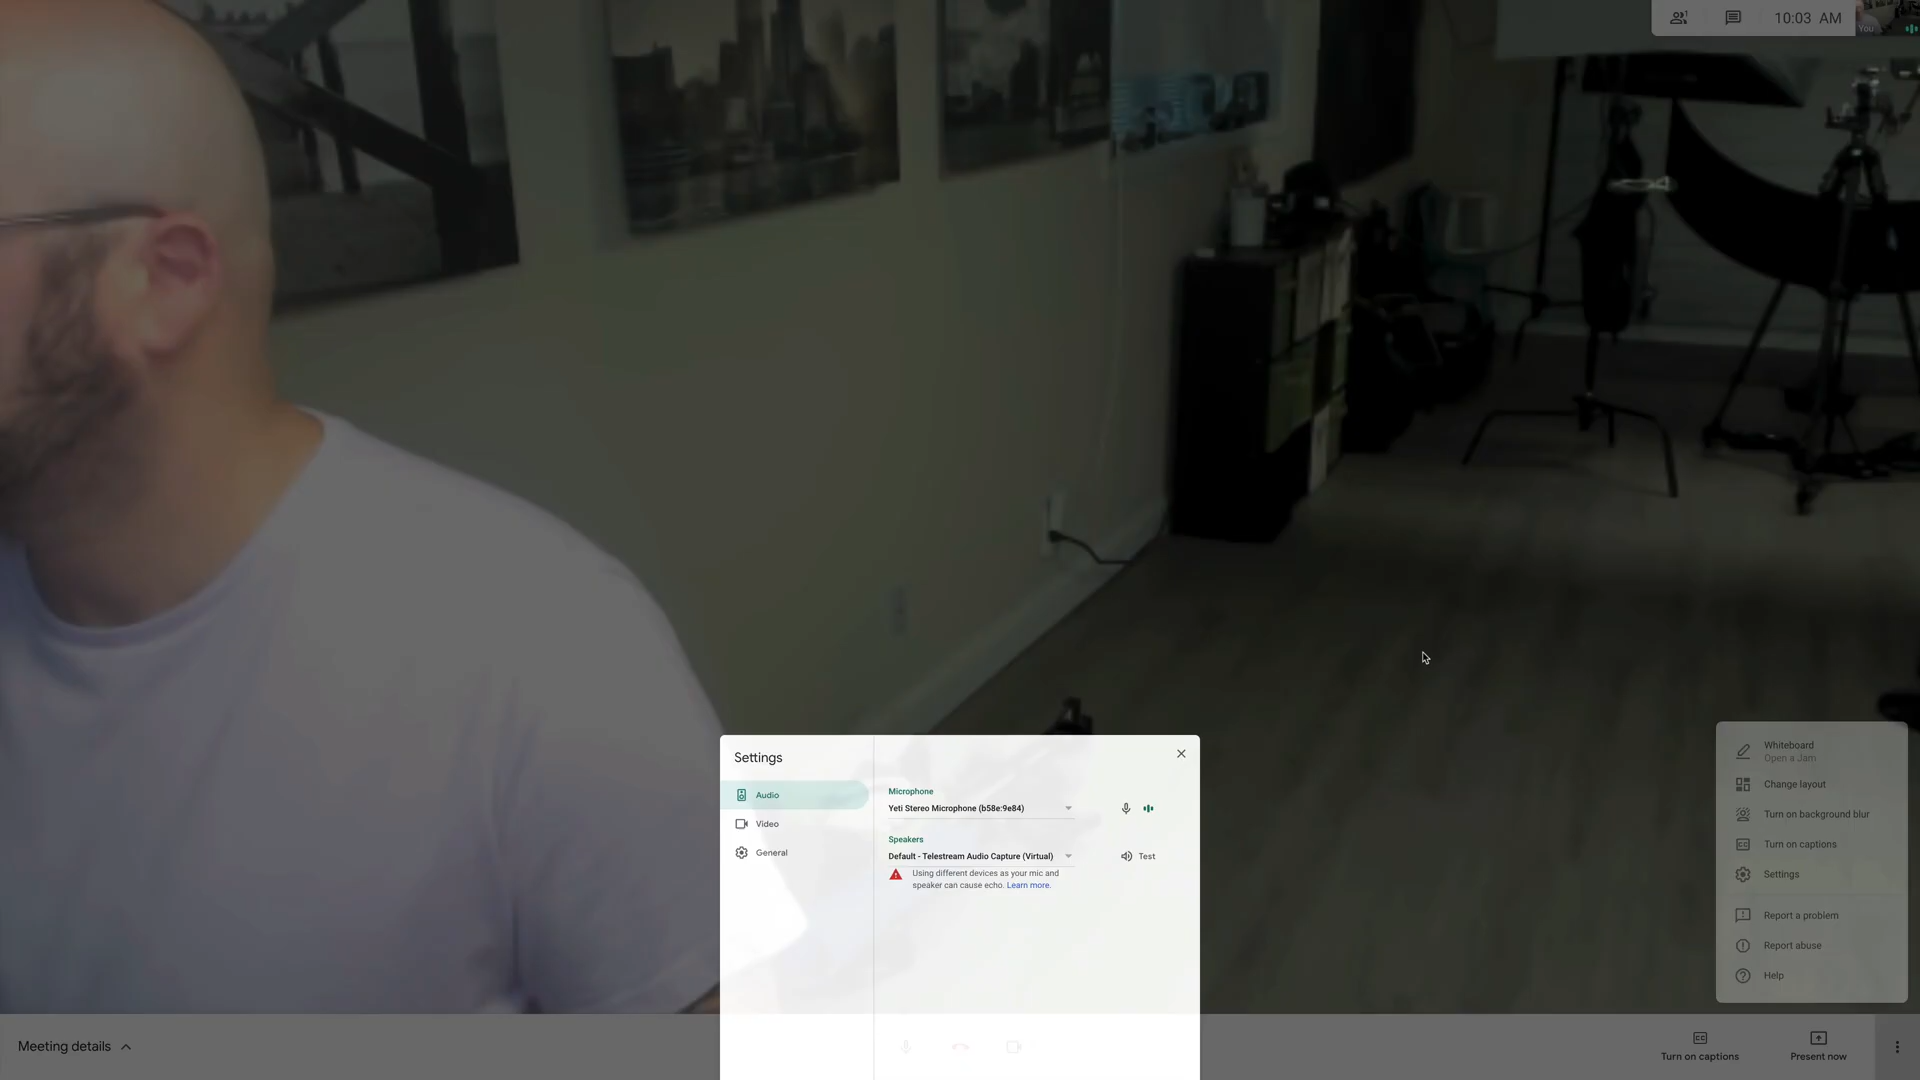 10:03 AM
You
Settings
Audio
Video
General
Microphone
Yeti Stereo Microphone (b58e:9e84)
Speakers
Default - Telestream Audio Capture (Virtual)
Test
Using different devices as your mic and
speaker can cause echo. Learn more.
Whiteboard
Open a Jam
Change layout
Turn on background blur
Turn on captions
Settings
Report a problem
Report abuse
Help
Meeting details
Turn on captions
Present now